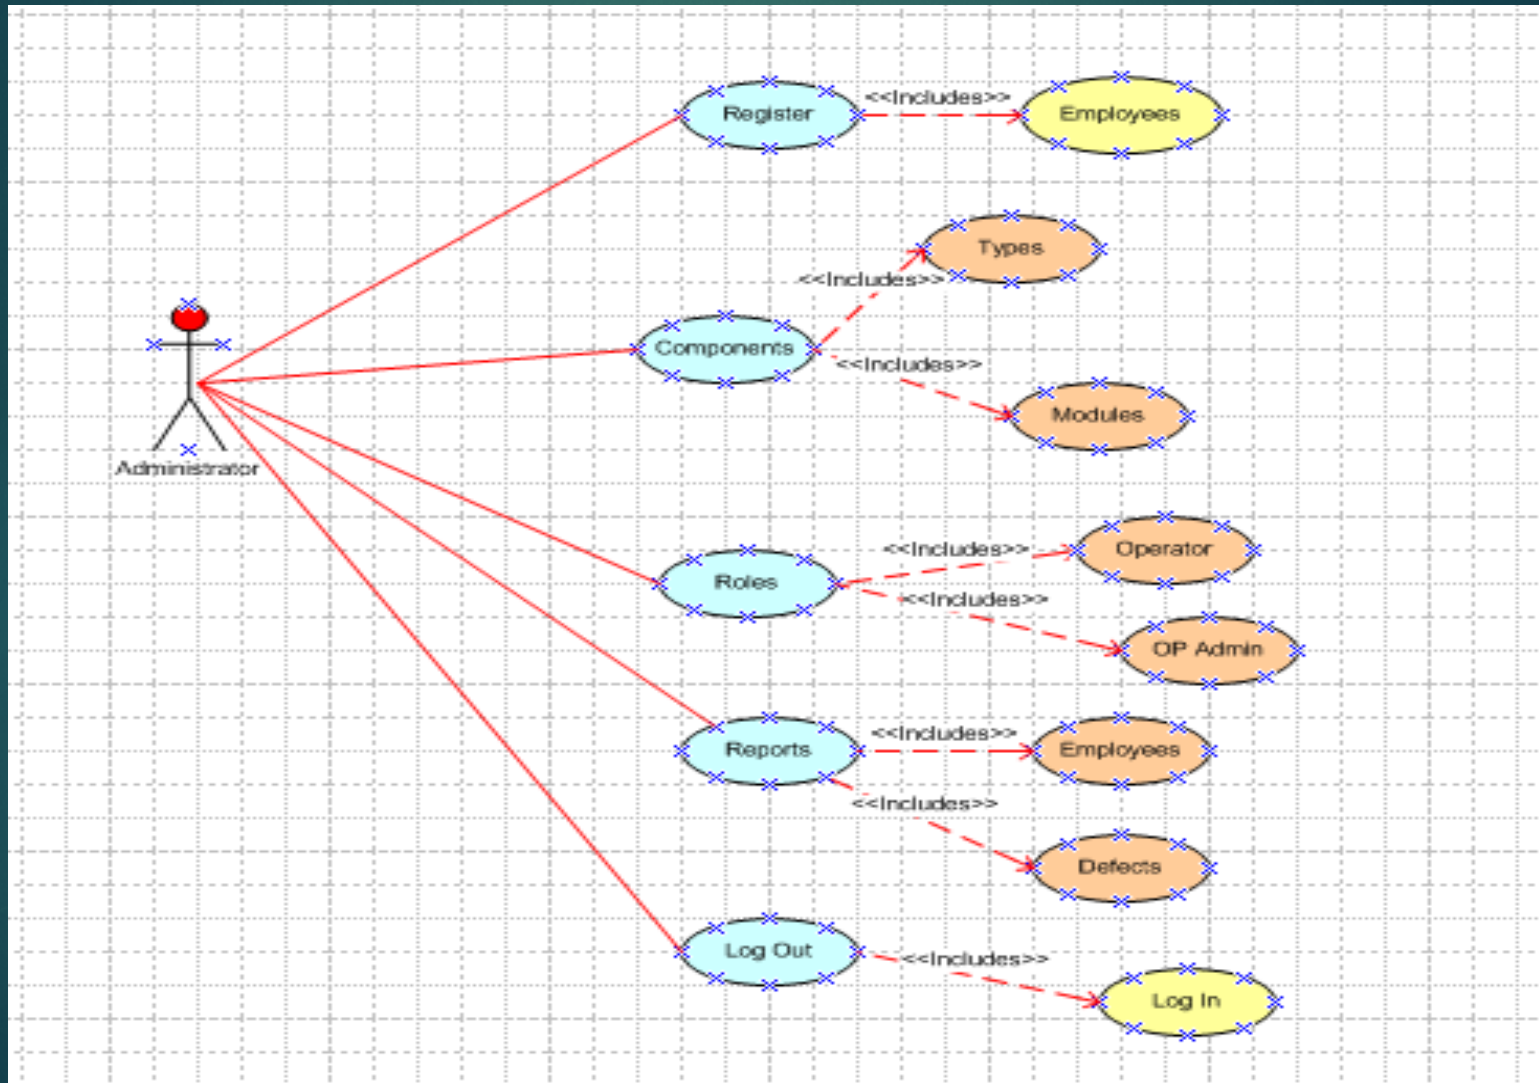 <<Includes>>
Register
Employees
Types
<<Includes>>
Components
<<Includes>>
Modules
Administrator
<<Includes>>
Operator
Roles
<<Includes>>
OP Admin
<<Includes>>
Reports
Employees
<<Includes>>
Defects
Log Out
<<Includes>>
Log In